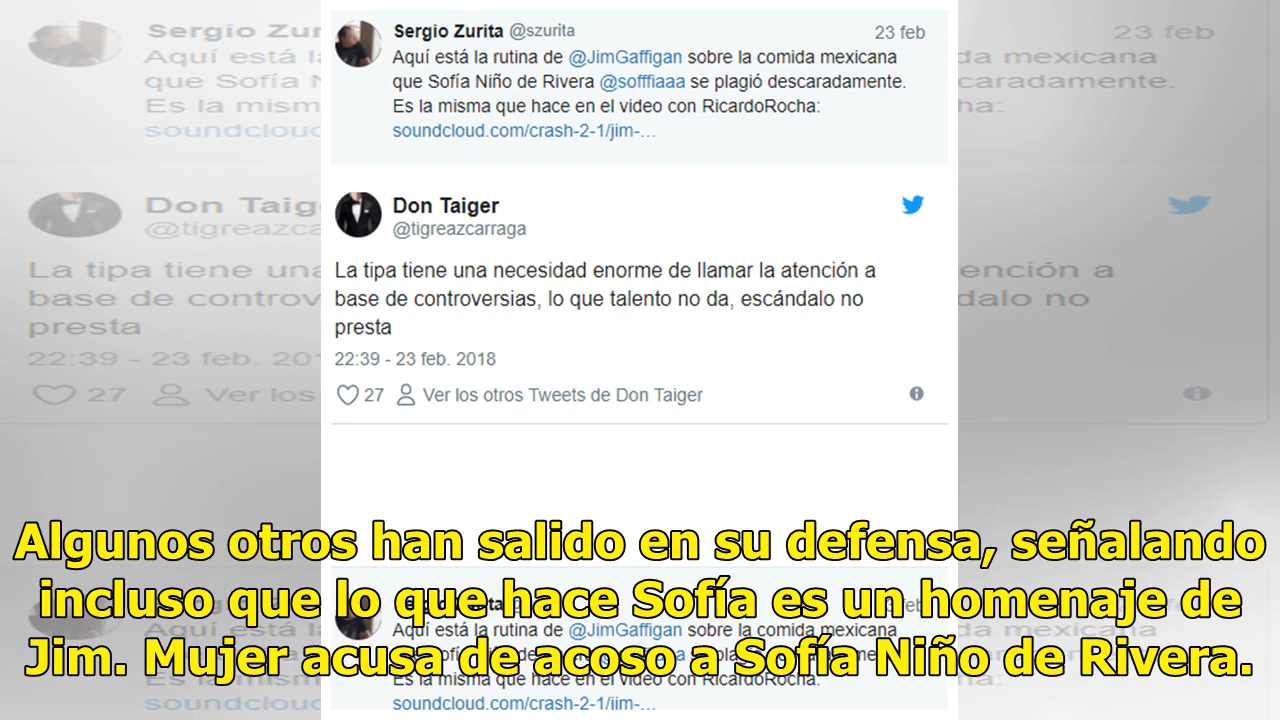 Sergio Zurita @szurita 23 feb
Aquí está la rutina de @JimGaffigan sobre la comida mexicana
que Sofía Niño de Rivera @sofffiaaa se plagió descaradamente.
Es la misma que hace en el video con RicardoRocha:
soundcloud.com/crash-2-1/jim-...
Don Taiger
@tigreazcarraga
La tipa tiene una necesidad enorme de llamar la atención a
base de controversias, lo que talento no da, escándalo no
presta
22:39 - 23 feb. 2018
27 Ver los otros Tweets de Don Taiger
Algunos otros han salido en su defensa, señalando
incluso que lo que hace Sofía es un homenaje de
Jim. Mujer acusa de acoso a Sofía Niño de Rivera.
Aquí está la rutina de @JimGaffigan sobre la comida mexicana
Es la misma que hace en el video con RicardoRocha:
soundcloud.com/crash-2-1/jim-...